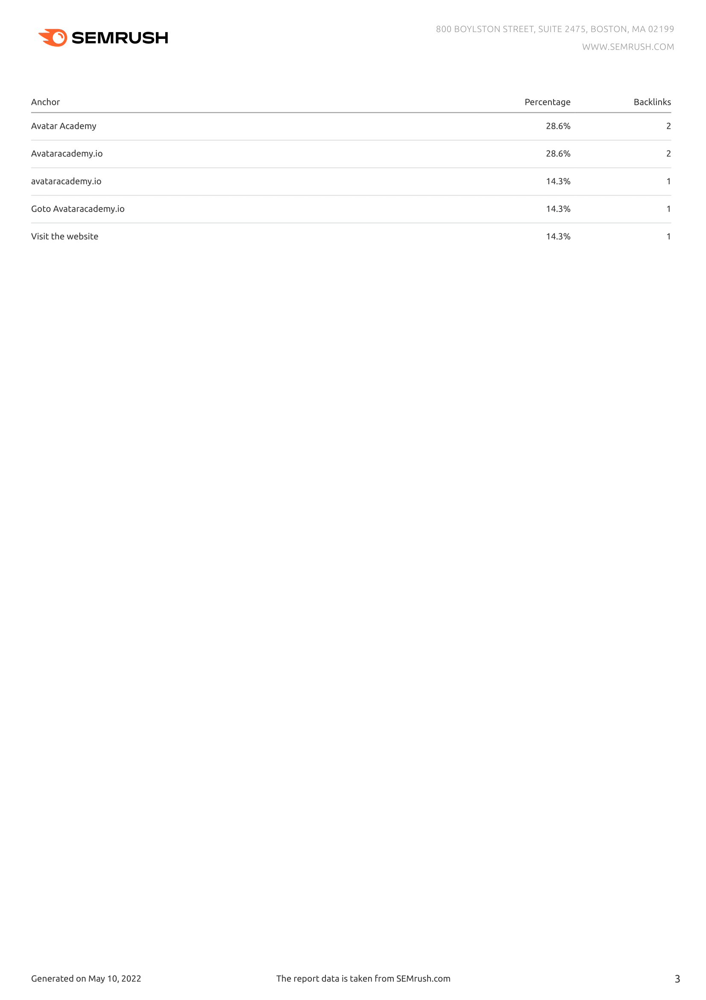 SEMRUSH
800 BOYLSTON STREET, SUITE 2475, BOSTON, MA 02199
WWW.SEMRUSH.COM
Anchor Percentage Backlinks
Avatar Academy 28.6% 2
Avataracademy.io 28.6% 2
avataracademy.io 14.3% 1
Goto Avataracademy.io 14.3% 1
Visit the website 14.3% 1
Generated on May 10, 2022 The report data is taken from SEMrush.com 3